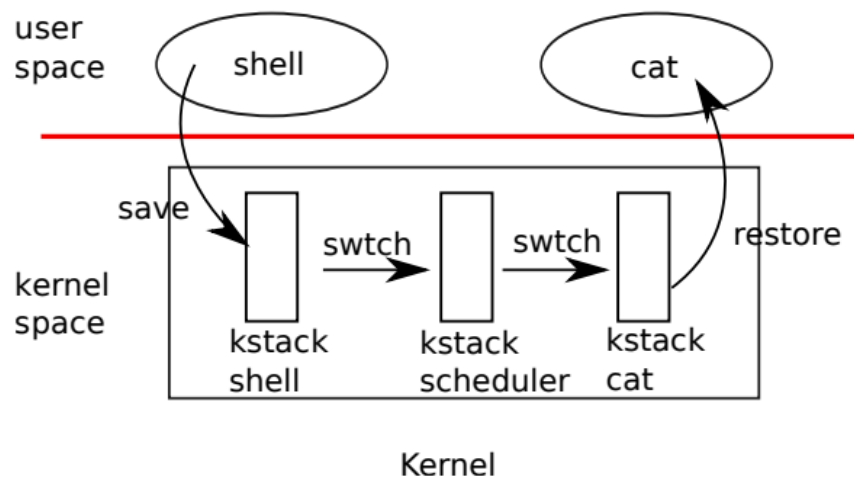 user
space
shell
cat
save
swtch
swtch
restore
kernel
space
kstack
shell
kstack
scheduler
kstack
cat
Kernel